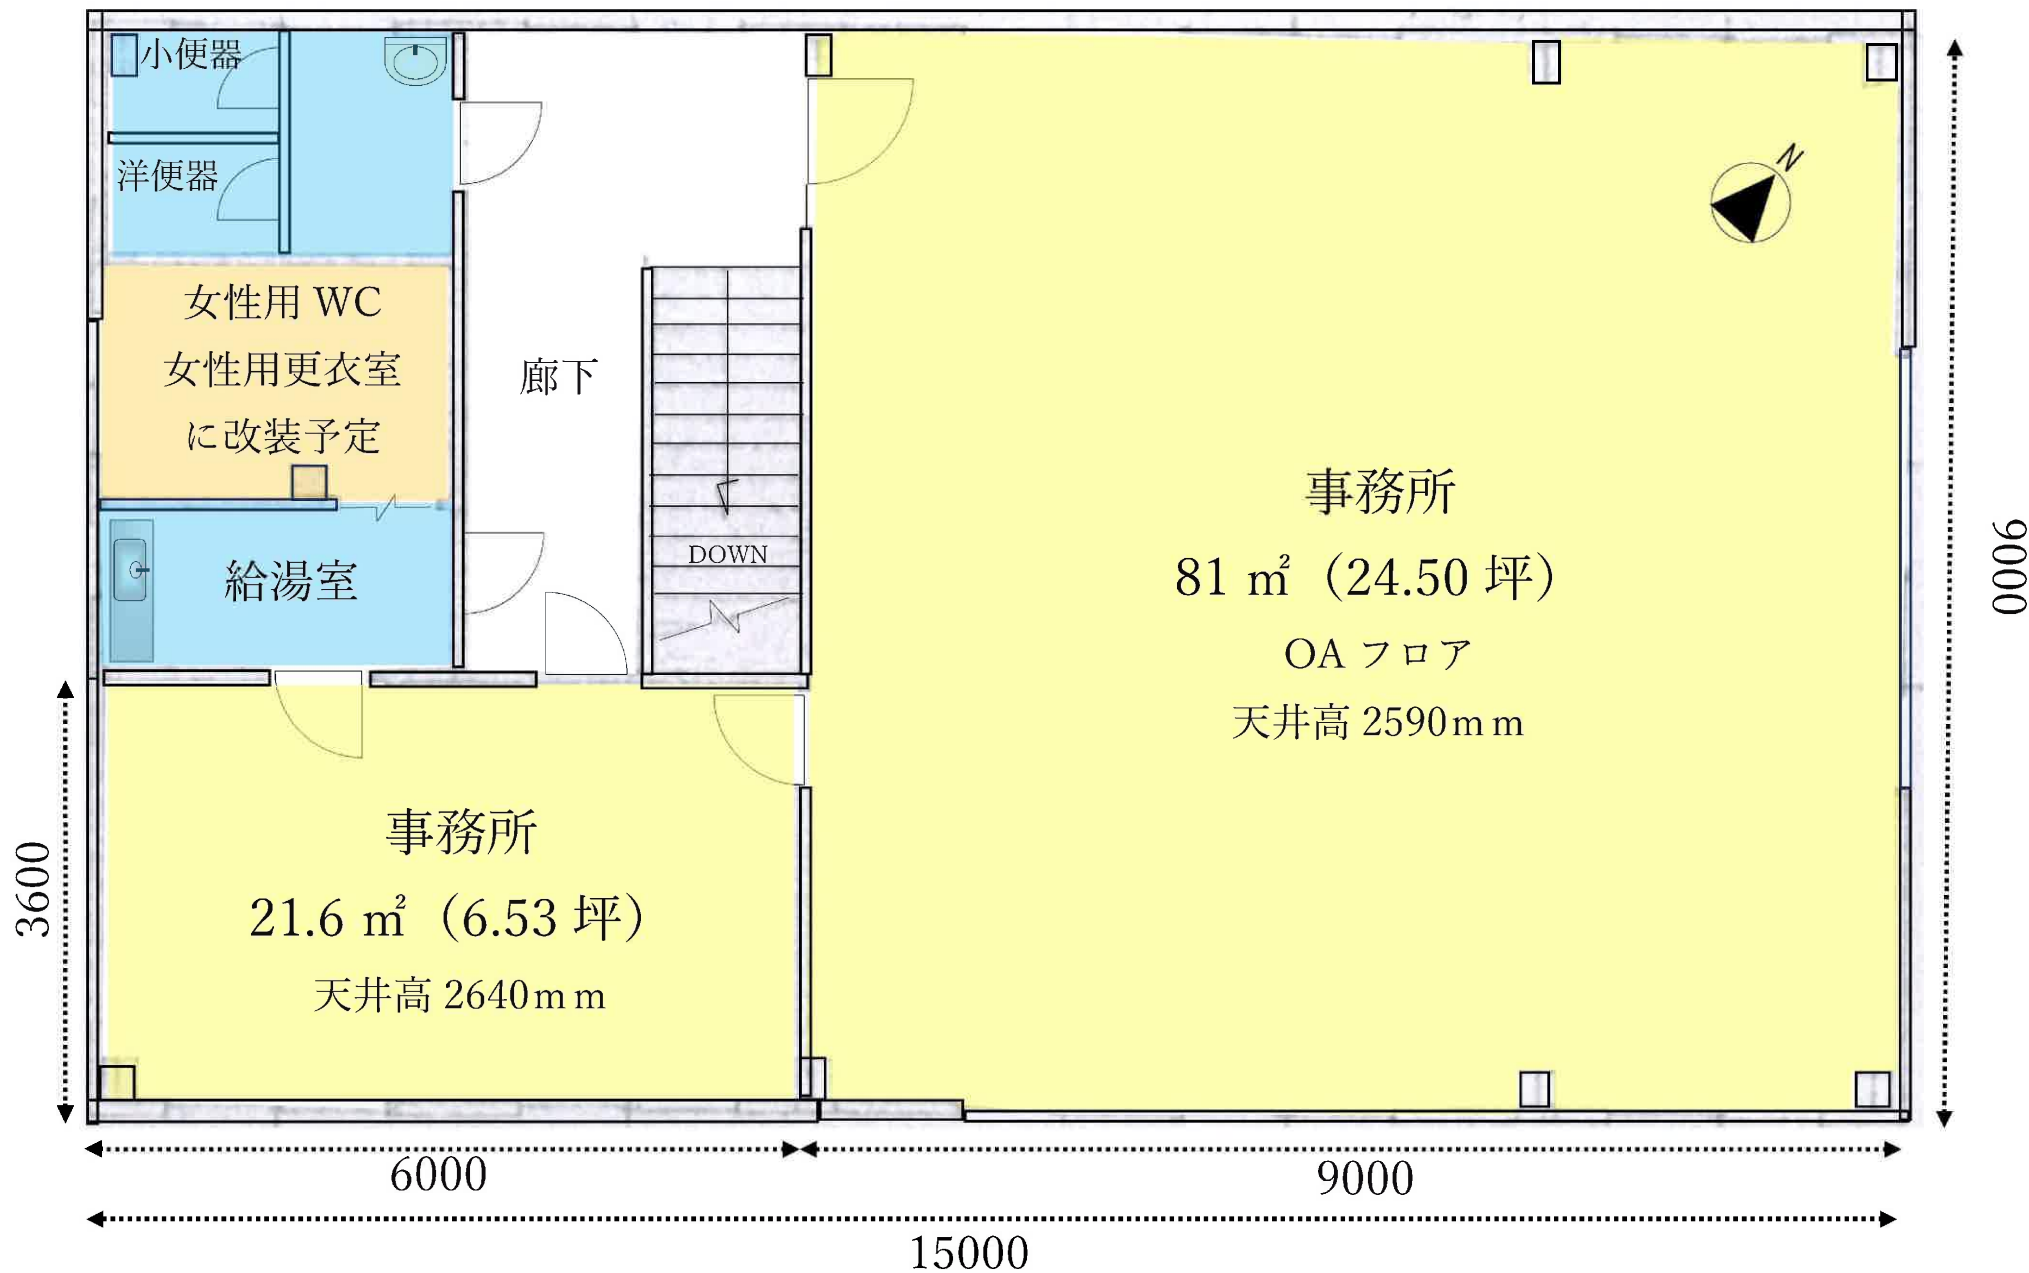 小便器
洋便器
女性用 WC
女性用更衣室
に改装予定
給湯室
廊下
DOWN
N
事務所
81 ㎡（24.50 坪）
OA フロア
天井高 2590ｍｍ
9000
事務所
21.6 ㎡（6.53 坪）
天井高 2640ｍｍ
3600
6000
9000
15000